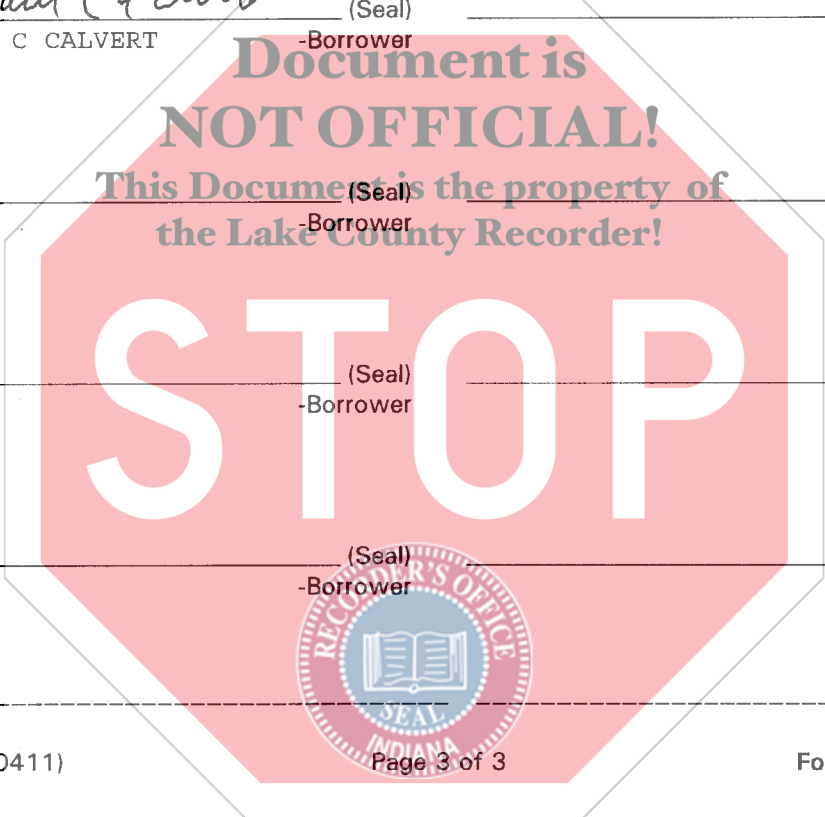 (Seal)
C CALVERT -Borrower
Document is
NOT OFFICIAL!
This Document is the property of
(Seal)
the Lake County Recorder!
-Borrower
STOP
(Seal)
-Borrower
(Seal)
-Borrower
RECORDER'S OFFICE
SEAL
INDIANA
0411) Page 3 of 3 Fo